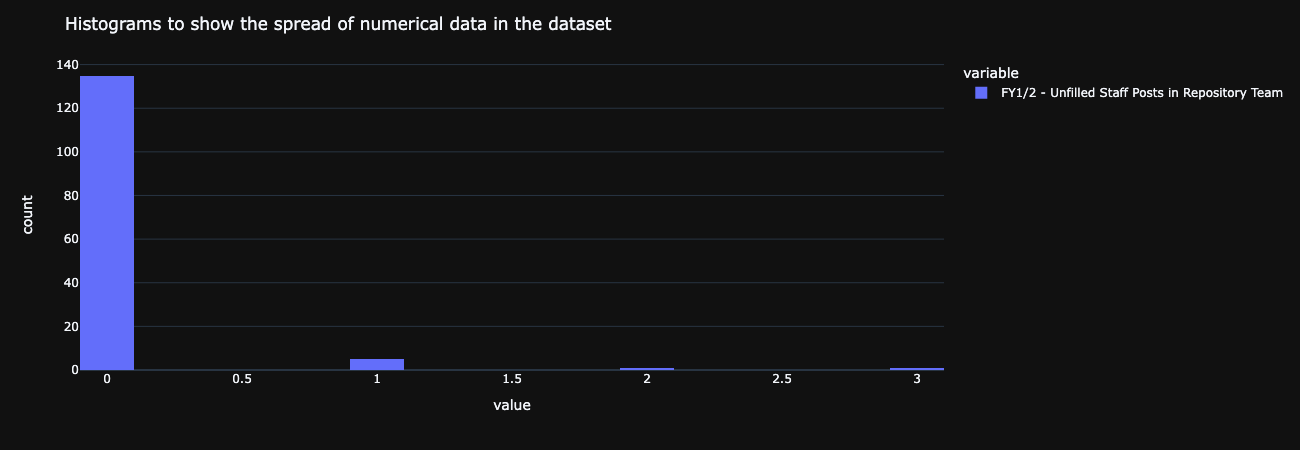 Histograms to show the spread of numerical data in the dataset
140
120
100
80
60
40
20
0
count
0 0.5 1 1.5 2 2.5 3
value
variable
FY1/2 - Unfilled Staff Posts in Repository Team